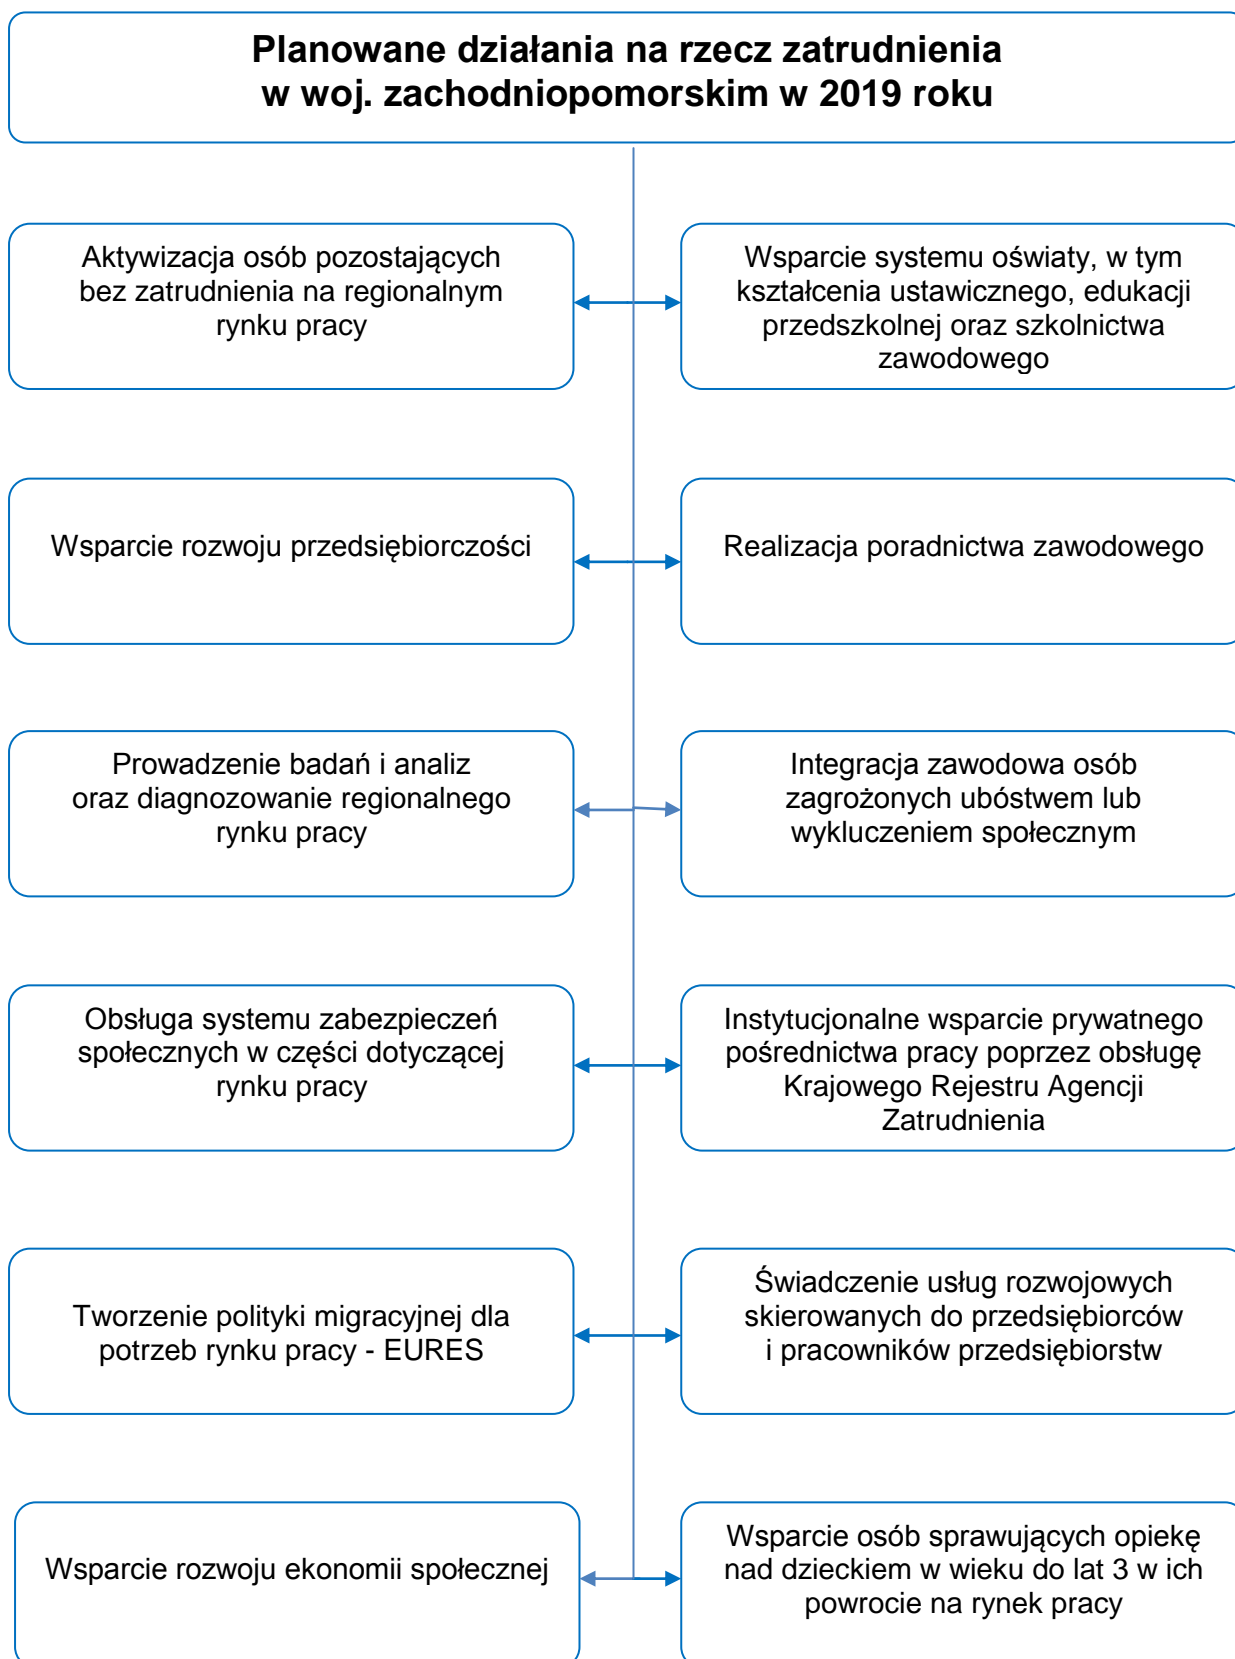 Planowane działania na rzecz zatrudnienia
w woj. zachodniopomorskim w 2019 roku
Aktywizacja osób pozostających
bez zatrudnienia na regionalnym
rynku pracy
Wsparcie systemu oświaty, w tym
kształcenia ustawicznego, edukacji
przedszkolnej oraz szkolnictwa
zawodowego
Wsparcie rozwoju przedsiębiorczości
Realizacja poradnictwa zawodowego
Prowadzenie badań i analiz
oraz diagnozowanie regionalnego
rynku pracy
Integracja zawodowa osób
zagrożonych ubóstwem lub
wykluczeniem społecznym
Obsługa systemu zabezpieczeń
społecznych w części dotyczącej
rynku pracy
Instytucjonalne wsparcie prywatnego
pośrednictwa pracy poprzez obsługę
Krajowego Rejestru Agencji
Zatrudnienia
Tworzenie polityki migracyjnej dla
potrzeb rynku pracy - EURES
Świadczenie usług rozwojowych
skierowanych do przedsiębiorców
i pracowników przedsiębiorstw
Wsparcie rozwoju ekonomii społecznej
Wsparcie osób sprawujących opiekę
nad dzieckiem w wieku do lat 3 w ich
powrocie na rynek pracy